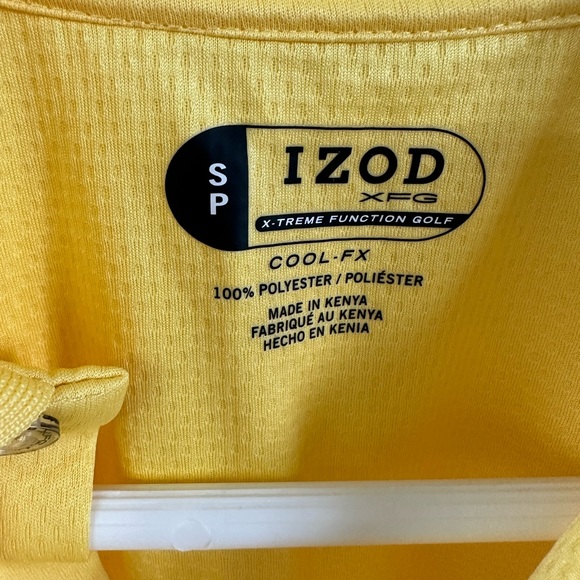 S
P
IZOD
XFG
X-TREME FUNCTION GOLF
COOL-FX
100% POLYESTER / POLIÉSTER
MADE IN KENYA
FABRIQUÉ AU KENYA
HECHO EN KENIA